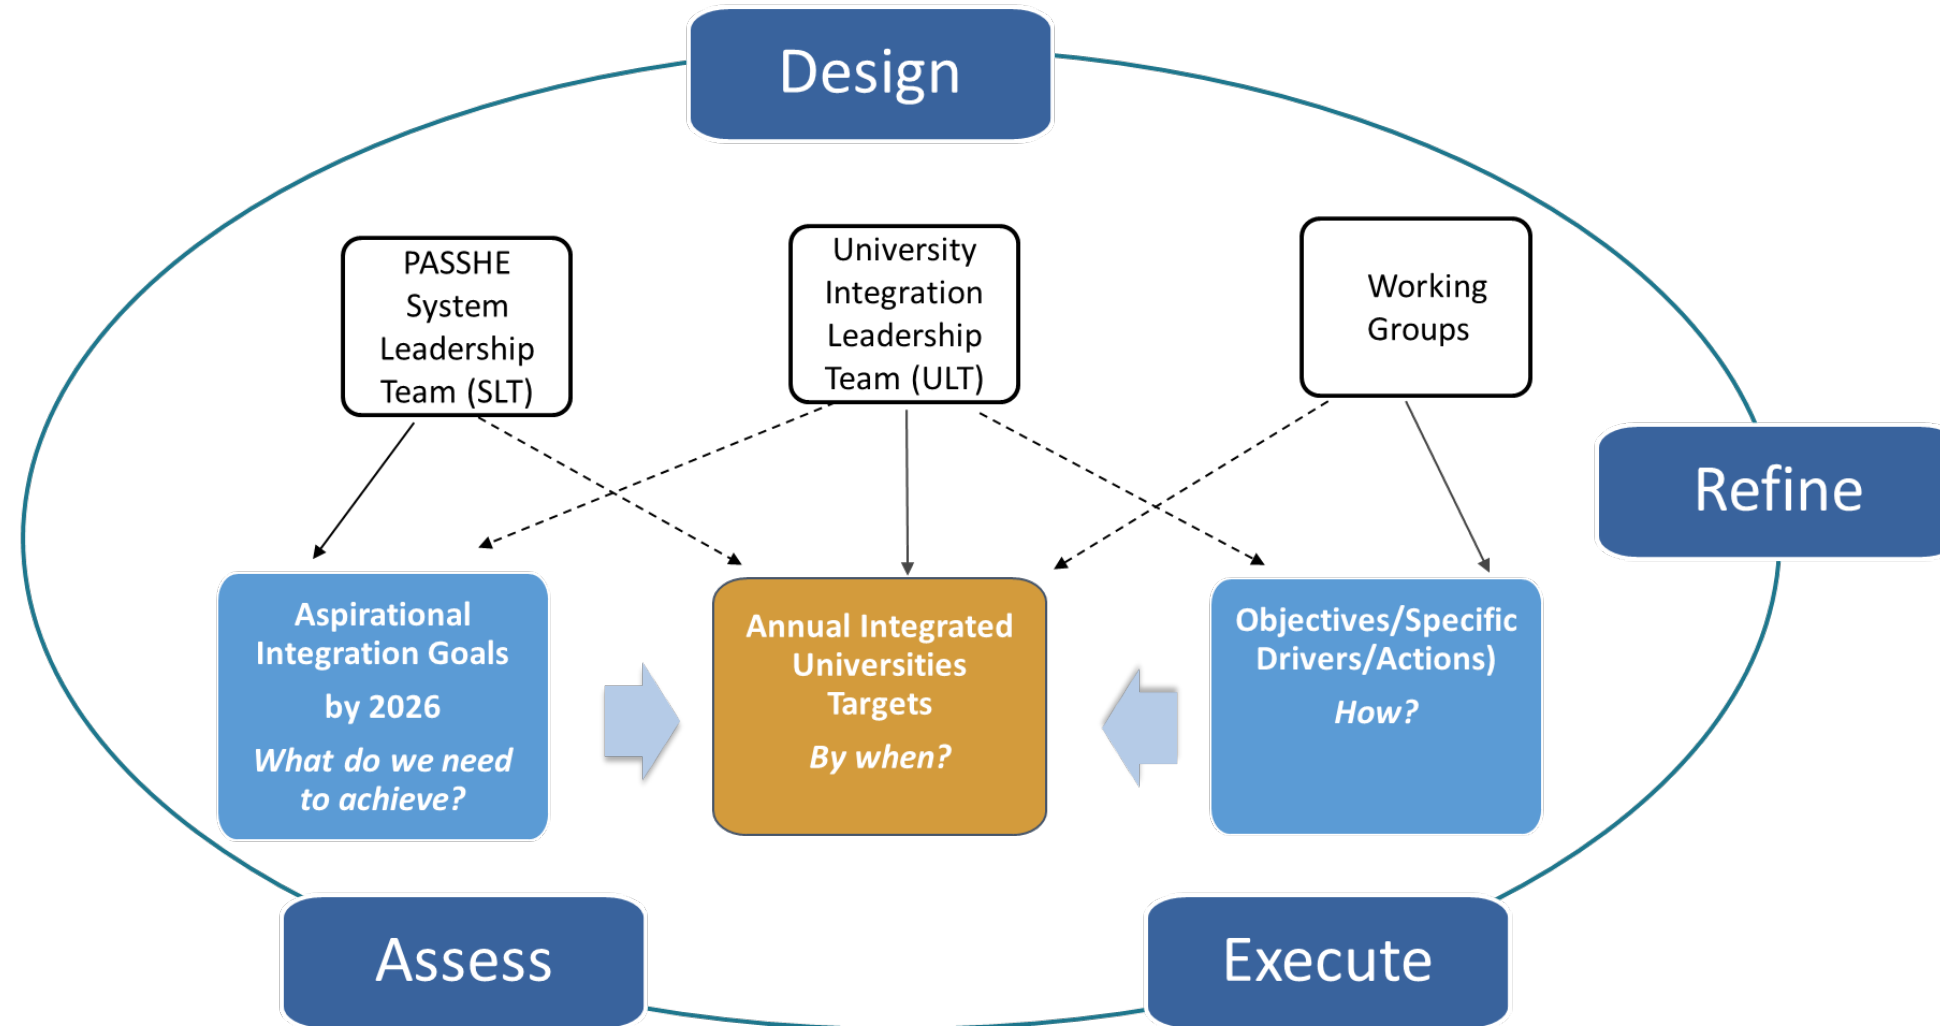 Design
PASSHE
System
Leadership
Team (SLT)
University
Integration
Leadership
Team (ULT)
Working
Groups
Refine
Aspirational
Integration Goals
by 2026
What do we need
to achieve?
Annual Integrated
Universities
Targets
By when?
Objectives/Specific
Drivers/Actions)
How?
Assess
Execute